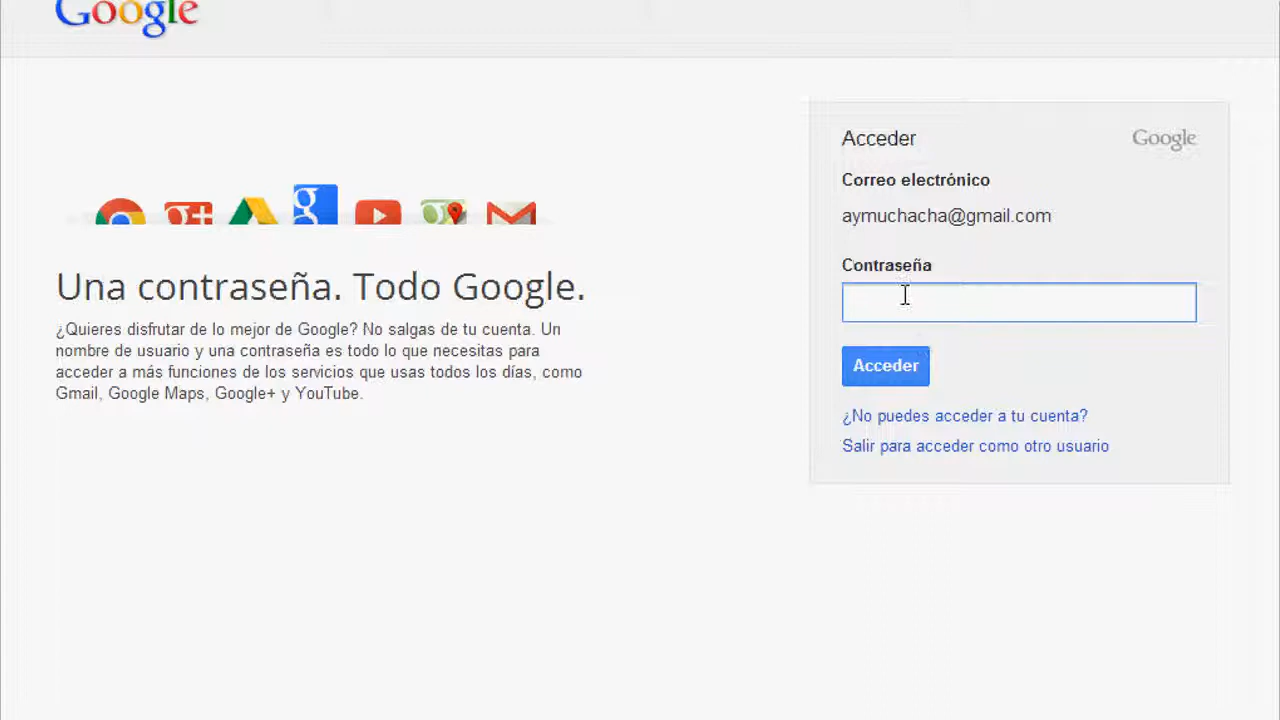 Google
Una contraseña. Todo Google.
¿Quieres disfrutar de lo mejor de Google? No salgas de tu cuenta. Un
nombre de usuario y una contraseña es todo lo que necesitas para
acceder a más funciones de los servicios que usas todos los días, como
Gmail, Google Maps, Google+ y YouTube.
Acceder
Google
Correo electrónico
aymuchacha@gmail.com
Contraseña
Acceder
¿No puedes acceder a tu cuenta?
Salir para acceder como otro usuario